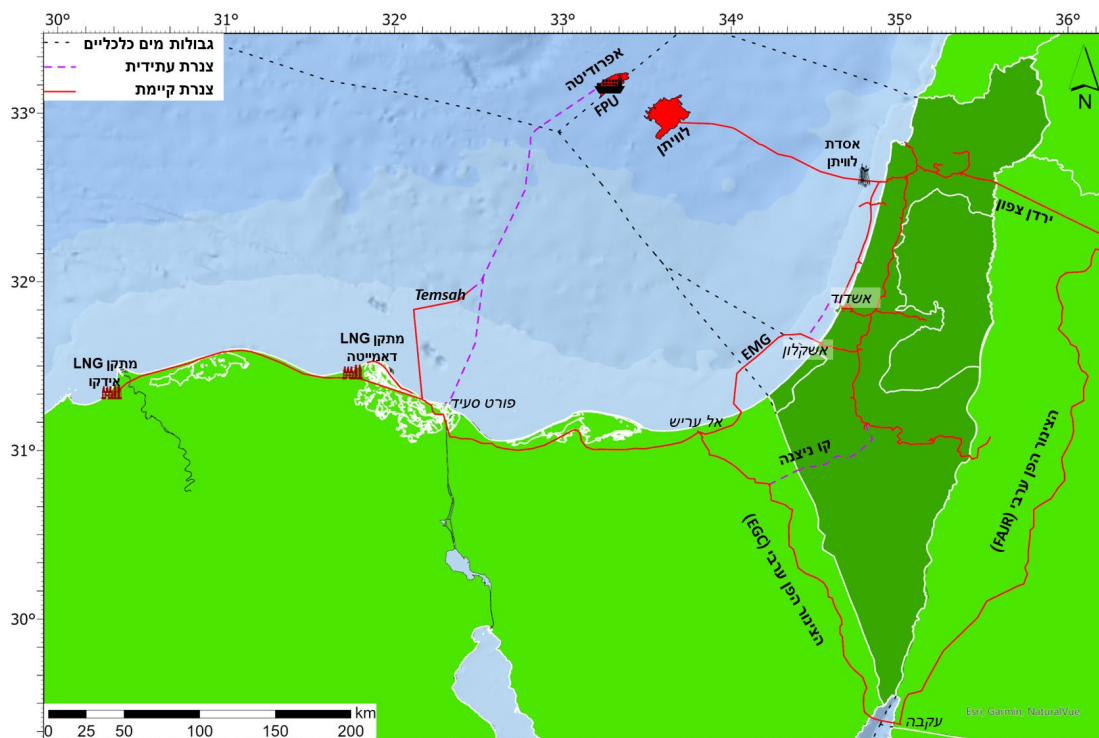 30° 31° 32° 33° 34° 35° 36°
גבולות מים כלכליים
צנרת עתידית
צנרת קיימת
אפרודיטה
FPU
לוויתן
N
33°
אסדת
לוויתן
ירדן צפון
32°
Temsah
אשדוד
מתקן LNG
דאמייטה
EMG
אשקלון
מתקן LNG
אידקו
פורט סעיד
אל עריש
31°
קו ניצנה
הצינור הפן ערבי (FAJR)
הצינור הפן ערבי (EGC)
30°
עקבה
Esri, Garmin, NaturalVue
km
0 25 50 100 150 200